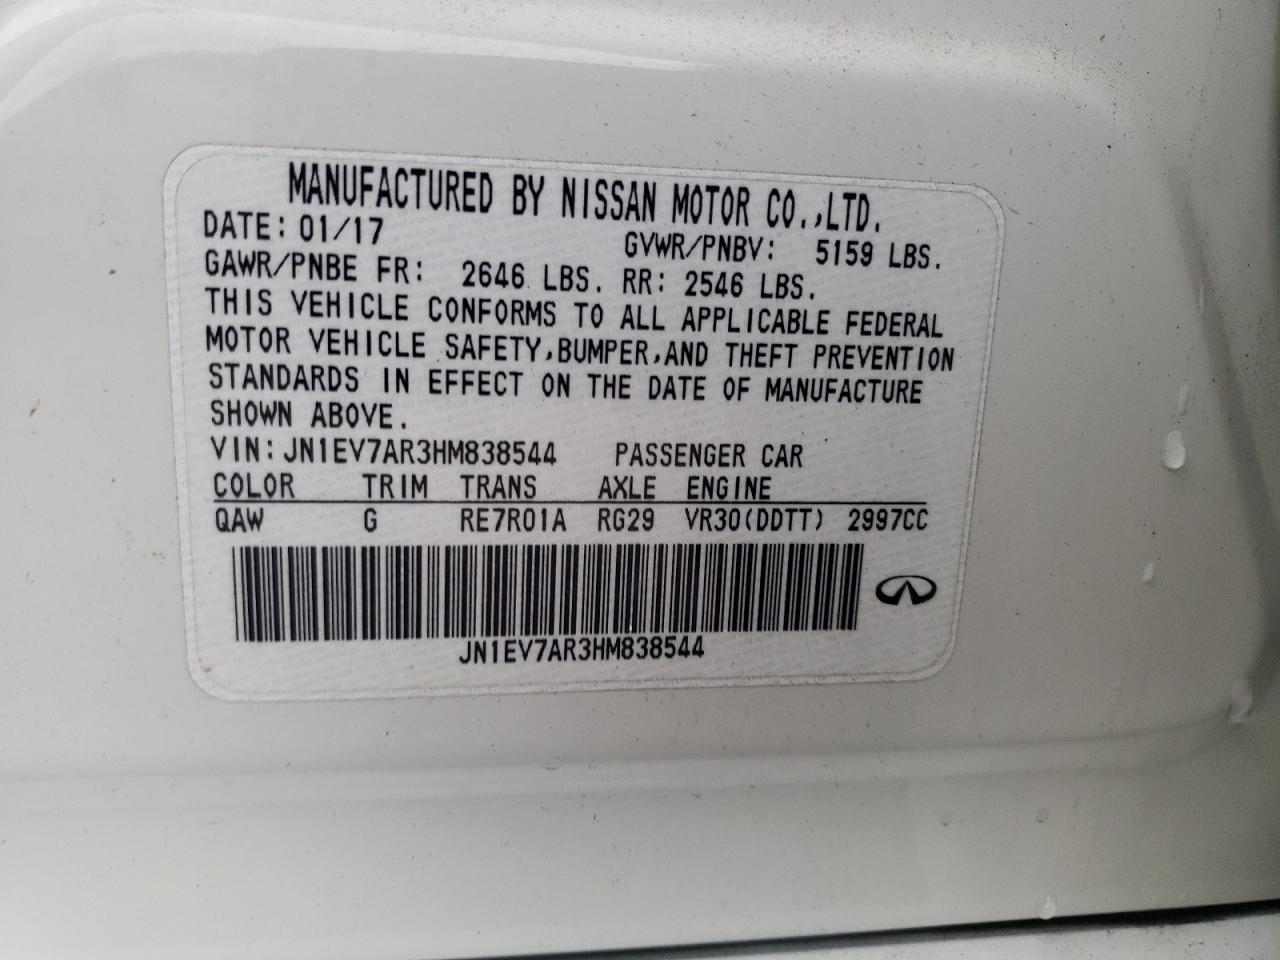 MANUFACTURED BY NISSAN MOTOR CO.,LTD.
DATE: 01/17 GVWR/PNBV: 5159 LBS.
GAWR/PNBE FR: 2646 LBS. RR: 2546 LBS.
THIS VEHICLE CONFORMS TO ALL APPLICABLE FEDERAL
MOTOR VEHICLE SAFETY,BUMPER,AND THEFT PREVENTION
STANDARDS IN EFFECT ON THE DATE OF MANUFACTURE
SHOWN ABOVE.
VIN:JN1EV7AR3HM838544 PASSENGER CAR
COLOR TRIM TRANS AXLE ENGINE
QAW G RE7R01A RG29 VR30(DDTT) 2997CC
JN1EV7AR3HM838544